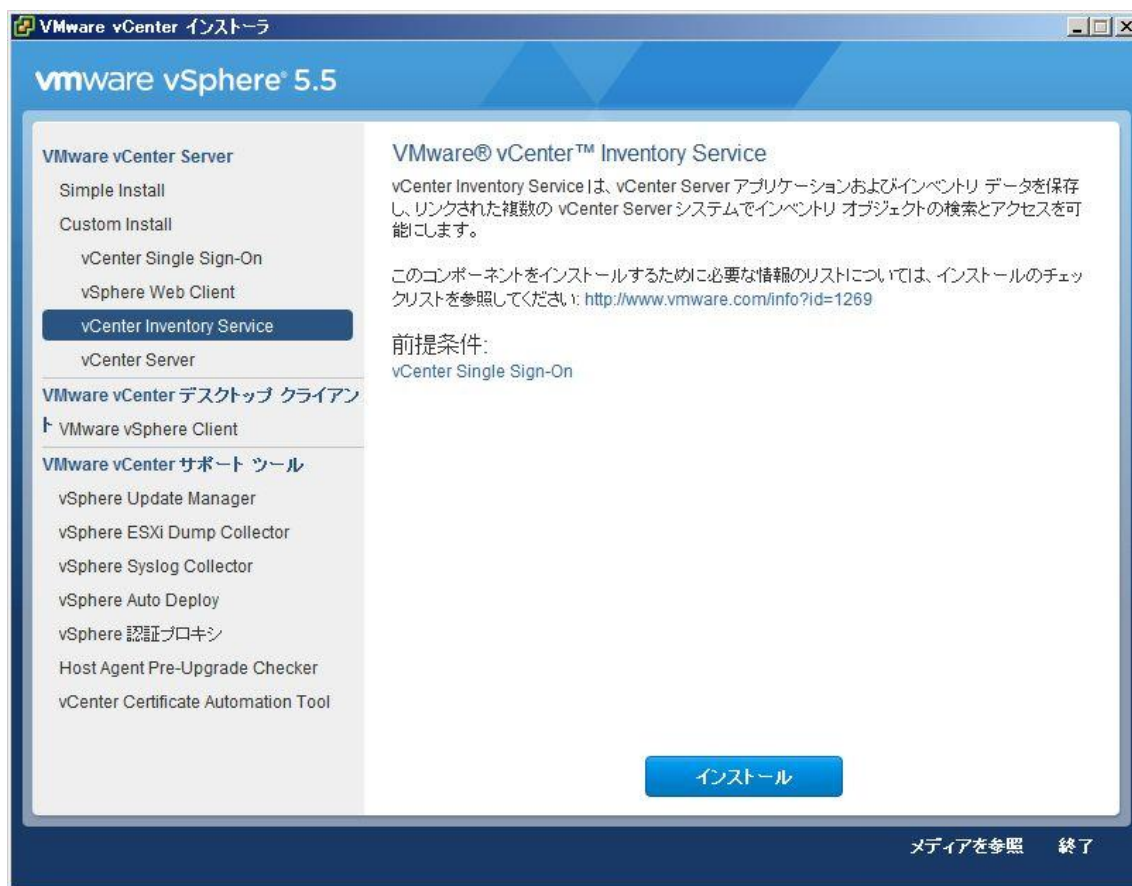 VMware vCenter インストーラ
vmware vSphere® 5.5
VMware vCenter Server
Simple Install
Custom Install
vCenter Single Sign-On
vSphere Web Client
vCenter Inventory Service
vCenter Server
VMware vCenter デスクトップ クライアン
ト
VMware vSphere Client
VMware vCenter サポート ツール
vSphere Update Manager
vSphere ESXi Dump Collector
vSphere Syslog Collector
vSphere Auto Deploy
vSphere 認証プロキシ
Host Agent Pre-Upgrade Checker
vCenter Certificate Automation Tool
VMware® vCenter™ Inventory Service
vCenter Inventory Service は、vCenter Server アプリケーションおよびインベントリ データを保存
し、リンクされた複数の vCenter Server システムでインベントリ オブジェクトの検索とアクセスを可
能にします。
このコンポーネントをインストールするために必要な情報のリストについては、インストールのチェッ
クリストを参照してください: http://www.vmware.com/info?id=1269
前提条件:
vCenter Single Sign-On
インストール
メディアを参照 終了